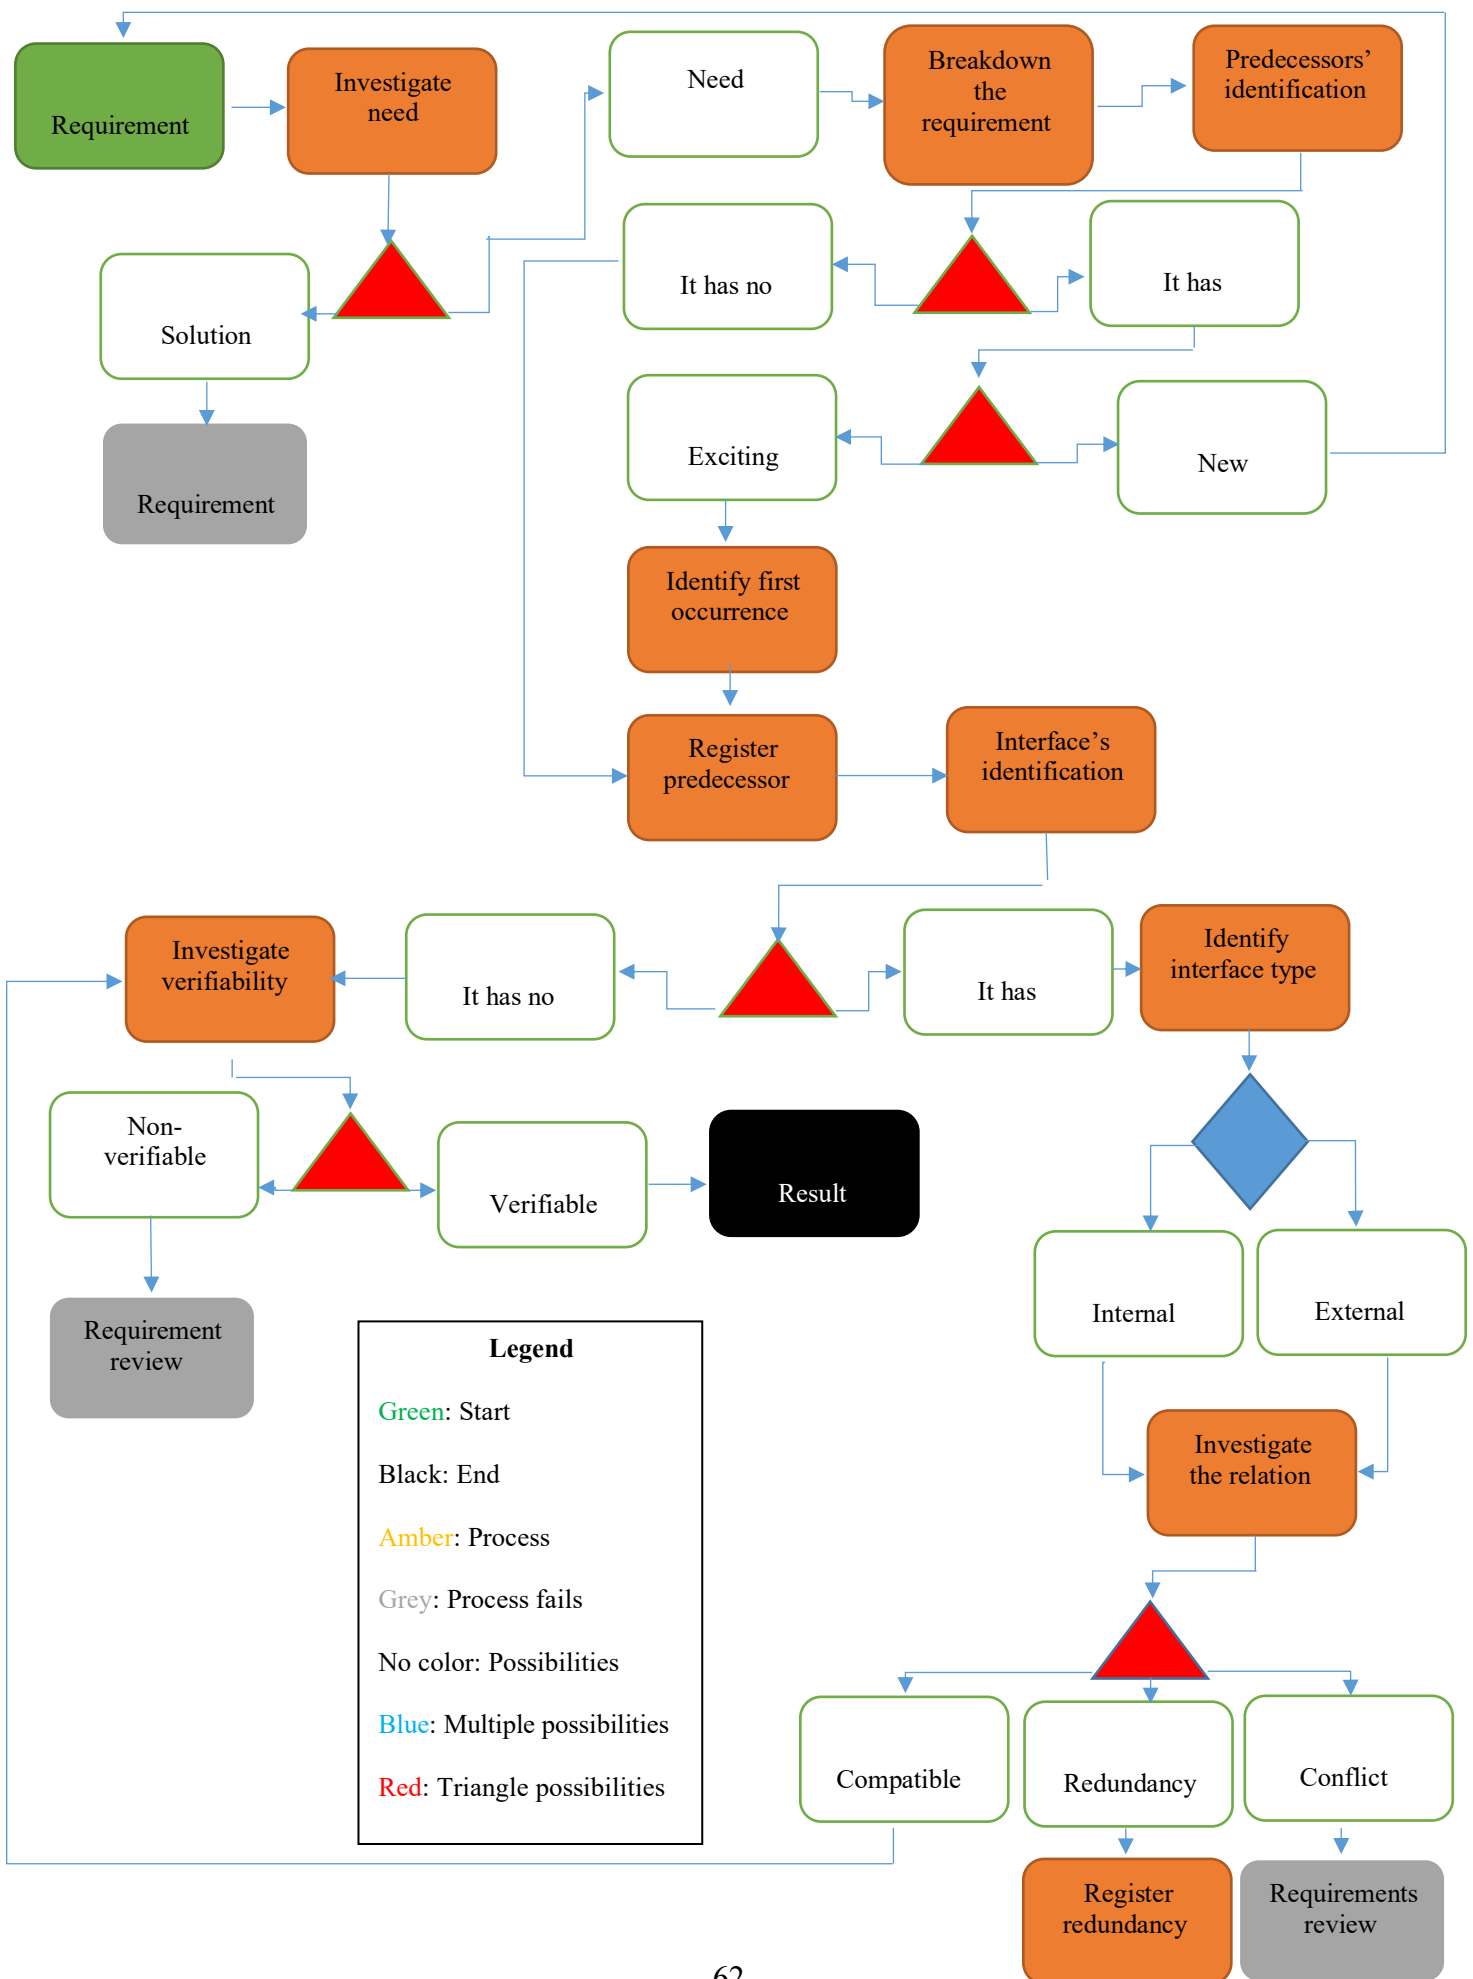 Requirement
Investigate
need
Need
Breakdown
the
requirement
Predecessors’
identification
Solution
It has no
It has
Requirement
Exciting
New
Identify first
occurrence
Register
predecessor
Interface’s
identification
Investigate
verifiability
It has no
It has
Identify
interface type
Non-
verifiable
Verifiable
Result
Internal
External
Requirement
review
Legend
Green: Start
Black: End
Amber: Process
Grey: Process fails
No color: Possibilities
Blue: Multiple possibilities
Red: Triangle possibilities
Investigate
the relation
Compatible
Redundancy
Conflict
Register
redundancy
Requirements
review
62